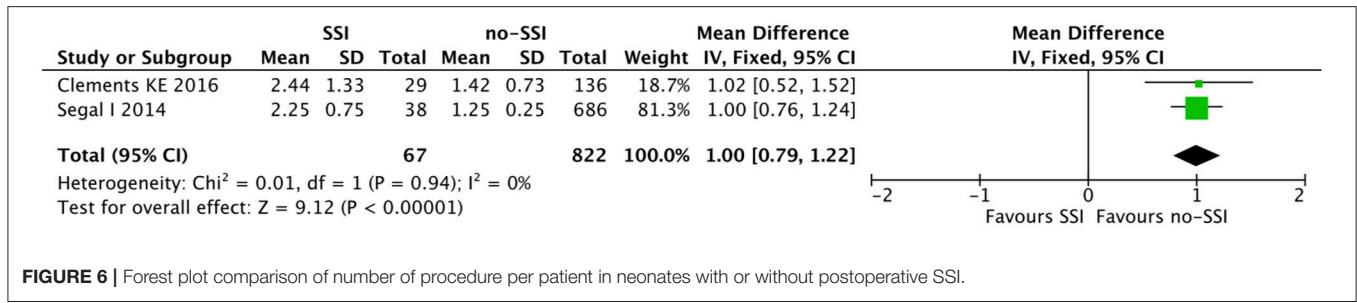 SSI no-SSI Mean Difference Mean Difference
Study or Subgroup Mean SD Total Mean SD Total Weight IV, Fixed, 95% CI IV, Fixed, 95% CI
Clements KE 2016 2.44 1.33 29 1.42 0.73 136 18.7% 1.02 [0.52, 1.52]
Segal I 2014 2.25 0.75 38 1.25 0.25 686 81.3% 1.00 [0.76, 1.24]
Total (95% CI) 67 822 100.0% 1.00 [0.79, 1.22]
Heterogeneity: Chi² = 0.01, df = 1 (P = 0.94); I² = 0%
Test for overall effect: Z = 9.12 (P < 0.00001)
-2 -1 0 1 2
Favours SSI Favours no-SSI
FIGURE 6 | Forest plot comparison of number of procedure per patient in neonates with or without postoperative SSI.